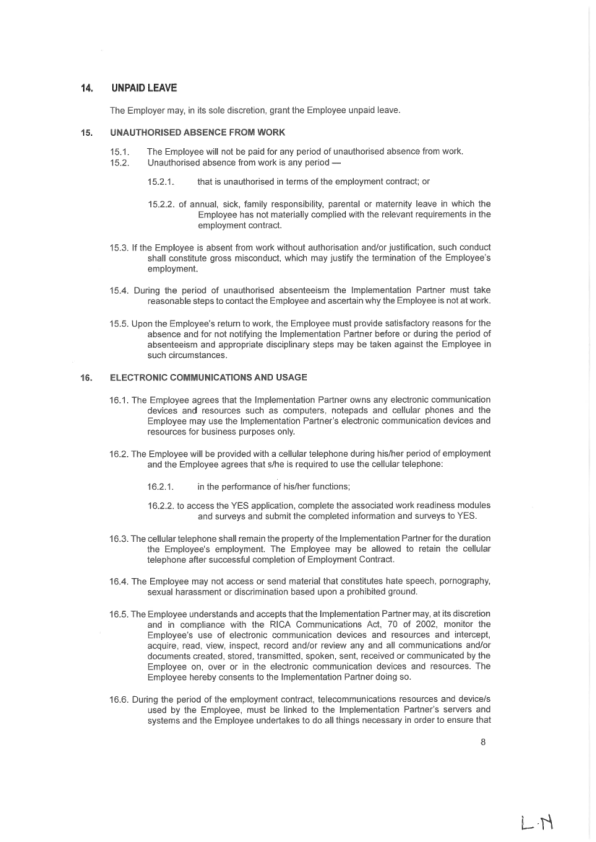 14. UNPAID LEAVE
The Employer may, in its sole discretion, grant the Employee unpaid leave.
15. UNAUTHORISED ABSENCE FROM WORK
15.1. The Employee will not be paid for any period of unauthorised absence from work.
15.2. Unauthorised absence from work is any period —
15.2.1. that is unauthorised in terms of the employment contract; or
15.2.2. of annual, sick, family responsibility, parental or maternity leave in which the
Employee has not materially complied with the relevant requirements in the
employment contract.
15.3. If the Employee is absent from work without authorisation and/or justification, such conduct
shall constitute gross misconduct, which may justify the termination of the Employee's
employment.
15.4. During the period of unauthorised absenteeism the Implementation Partner must take
reasonable steps to contact the Employee and ascertain why the Employee is not at work.
15.5. Upon the Employee's return to work, the Employee must provide satisfactory reasons for the
absence and for not notifying the Implementation Partner before or during the period of
absenteeism and appropriate disciplinary steps may be taken against the Employee in
such circumstances.
16. ELECTRONIC COMMUNICATIONS AND USAGE
16.1. The Employee agrees that the Implementation Partner owns any electronic communication
devices and resources such as computers, notepads and cellular phones and the
Employee may use the Implementation Partner's electronic communication devices and
resources for business purposes only.
16.2. The Employee will be provided with a cellular telephone during his/her period of employment
and the Employee agrees that s/he is required to use the cellular telephone:
16.2.1. in the performance of his/her functions;
16.2.2. to access the YES application, complete the associated work readiness modules
and surveys and submit the completed information and surveys to YES.
16.3. The cellular telephone shall remain the property of the Implementation Partner for the duration
the Employee's employment. The Employee may be allowed to retain the cellular
telephone after successful completion of Employment Contract.
16.4. The Employee may not access or send material that constitutes hate speech, pornography,
sexual harassment or discrimination based upon a prohibited ground.
16.5. The Employee understands and accepts that the Implementation Partner may, at its discretion
and in compliance with the RICA Communications Act, 70 of 2002, monitor the
Employee's use of electronic communication devices and resources and intercept,
acquire, read, view, inspect, record and/or review any and all communications and/or
documents created, stored, transmitted, spoken, sent, received or communicated by the
Employee on, over or in the electronic communication devices and resources. The
Employee hereby consents to the Implementation Partner doing so.
16.6. During the period of the employment contract, telecommunications resources and device/s
used by the Employee, must be linked to the Implementation Partner's servers and
systems and the Employee undertakes to do all things necessary in order to ensure that
8
L.N